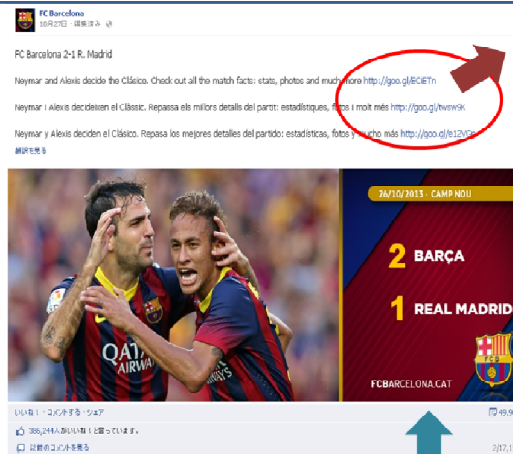 FC Barcelona
10月27日 · 編集済み
FC Barcelona 2-1 R. Madrid
Neymar and Alexis decide the Clásico. Check out all the match facts: stats, photos and much more http://goo.gl/ECiETn
Neymar i Alexis decideixen el Clàssic. Repassa els millors detalls del partit: estadístiques, fotos i molt més http://goo.gl/twsw9K
Neymar y Alexis deciden el Clásico. Repasa los mejores detalles del partido: estadísticas, fotos y mucho más
翻訳を見る
26/10/2013 - CAMP NOU
2 BARÇA
1 REAL MADRID
QATAR
AIRWAYS
FCB
FCBARCELONA.CAT
いいね! · コメントする · シェア
386,244人がいいね!と言っています。
以前のコメントを見る